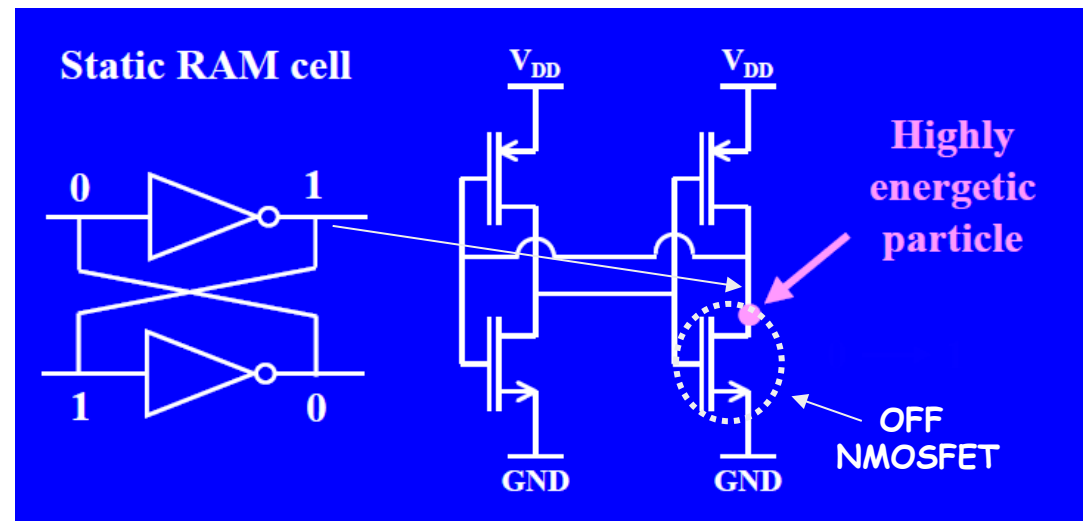 Static RAM cell
V_DD
V_DD
Highly
energetic
particle
0
1
1
0
OFF
NMOSFET
GND
GND